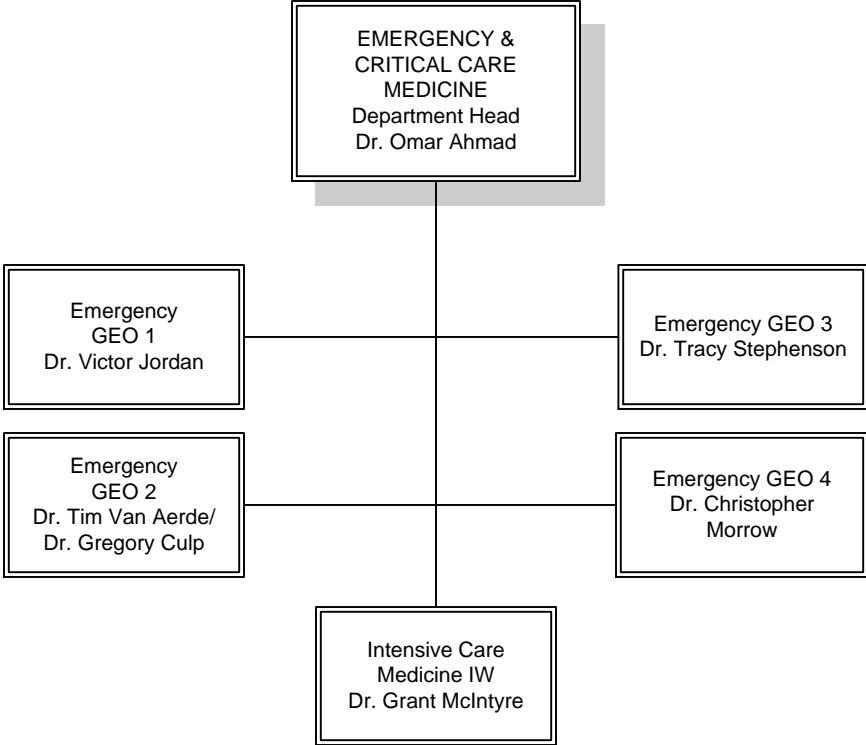 EMERGENCY &
CRITICAL CARE
MEDICINE
Department Head
Dr. Omar Ahmad
Emergency
GEO 1
Dr. Victor Jordan
Emergency GEO 3
Dr. Tracy Stephenson
Emergency
GEO 2
Dr. Tim Van Aerde/
Dr. Gregory Culp
Emergency GEO 4
Dr. Christopher
Morrow
Intensive Care
Medicine IW
Dr. Grant McIntyre